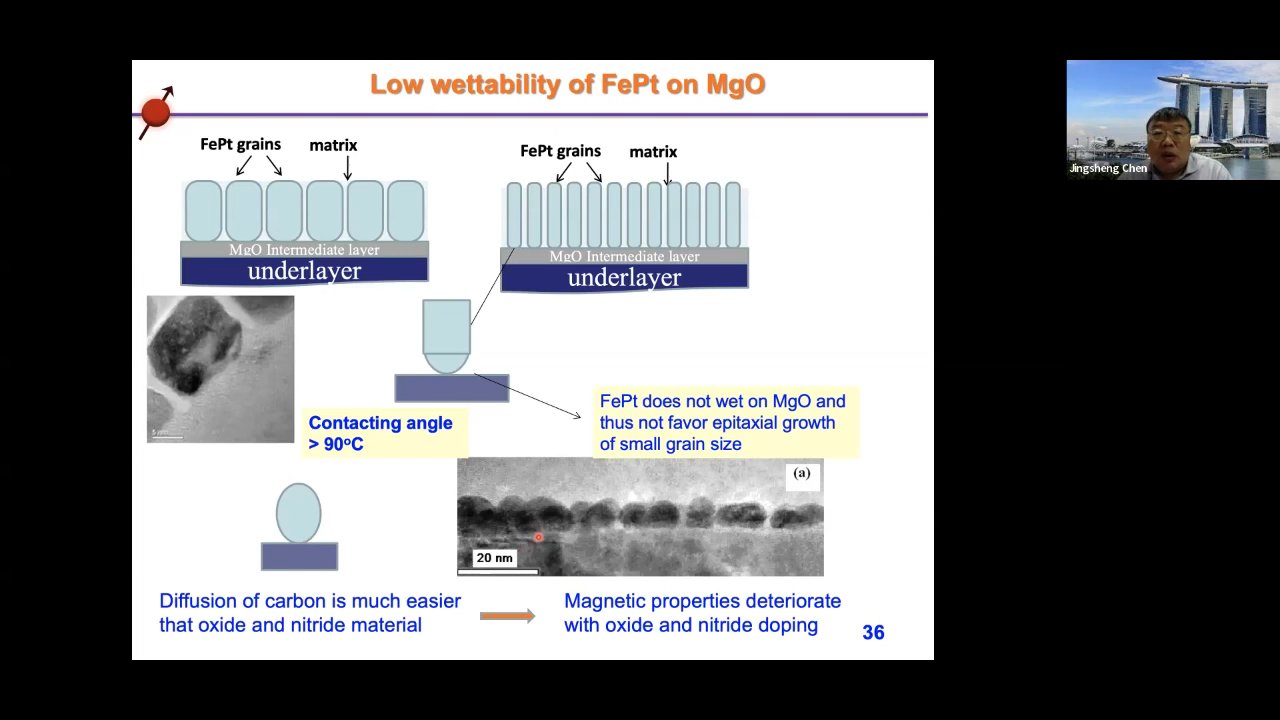 Low wettability of FePt on MgO
FePt grains
matrix
FePt grains
matrix
MgO Intermediate layer
underlayer
MgO Intermediate layer
underlayer
5 nm
Contacting angle
> 90°C
FePt does not wet on MgO and
thus not favor epitaxial growth
of small grain size
(a)
20 nm
Diffusion of carbon is much easier
that oxide and nitride material
Magnetic properties deteriorate
with oxide and nitride doping
36
Jingsheng Chen